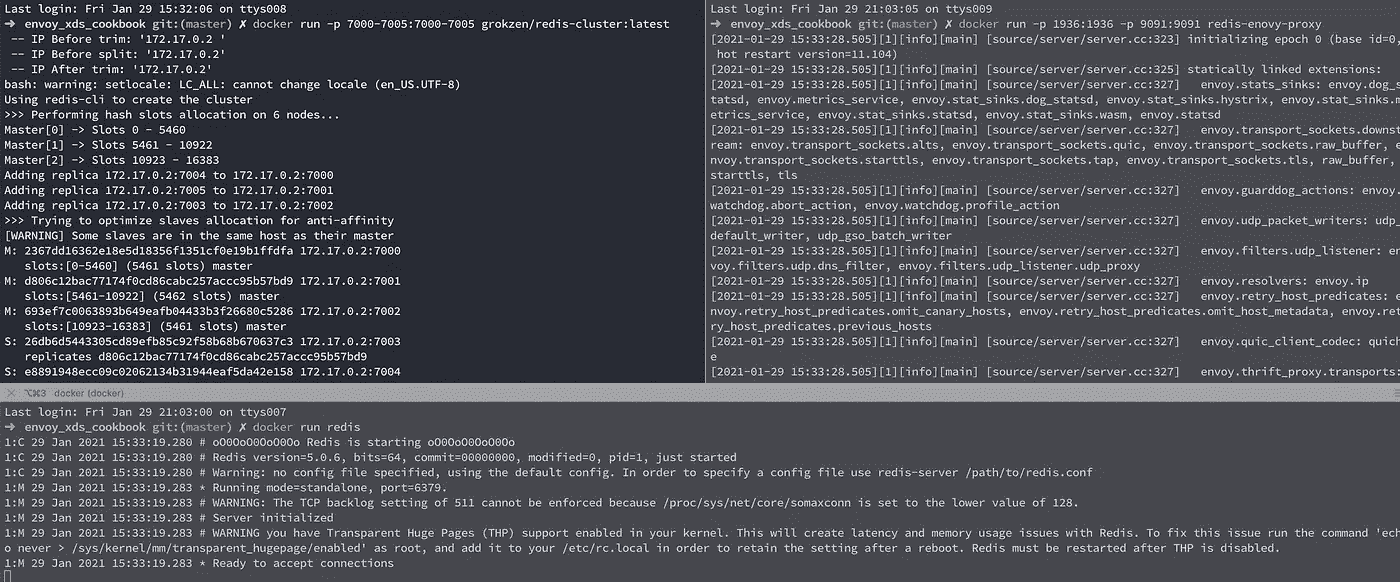 Last login: Fri Jan 29 15:32:06 on ttys008
➜ envoy_xds_cookbook git:(master) ✗ docker run -p 7000-7005:7000-7005 grokzen/redis-cluster:latest
-- IP Before trim: '172.17.0.2 '
-- IP Before split: '172.17.0.2'
-- IP After trim: '172.17.0.2'
bash: warning: setlocale: LC_ALL: cannot change locale (en_US.UTF-8)
Using redis-cli to create the cluster
>>> Performing hash slots allocation on 6 nodes...
Master[0] -> Slots 0 - 5460
Master[1] -> Slots 5461 - 10922
Master[2] -> Slots 10923 - 16383
Adding replica 172.17.0.2:7004 to 172.17.0.2:7000
Adding replica 172.17.0.2:7005 to 172.17.0.2:7001
Adding replica 172.17.0.2:7003 to 172.17.0.2:7002
>>> Trying to optimize slaves allocation for anti-affinity
[WARNING] Some slaves are in the same host as their master
M: 2367dd16362e18e5d18356f1351cf0e19b1ffdfa 172.17.0.2:7000
slots:[0-5460] (5461 slots) master
M: d806c12bac77174f0cd86cabc257accc95b57bd9 172.17.0.2:7001
slots:[5461-10922] (5462 slots) master
M: 693ef7c0063893b649eafb04433b3f26680c5286 172.17.0.2:7002
slots:[10923-16383] (5461 slots) master
S: 26db6d5443305cd89efb85c92f58b68b670637c3 172.17.0.2:7003
replicates d806c12bac77174f0cd86cabc257accc95b57bd9
S: e8891948ecc09c02062134b31944eaf5da42e158 172.17.0.2:7004
Last login: Fri Jan 29 21:03:05 on ttys009
➜ envoy_xds_cookbook git:(master) ✗ docker run -p 1936:1936 -p 9091:9091 redis-enovy-proxy
[2021-01-29 15:33:28.505][1][info][main] [source/server/server.cc:323] initializing epoch 0 (base id=0,
hot restart version=11.104)
[2021-01-29 15:33:28.505][1][info][main] [source/server/server.cc:325] statically linked extensions:
[2021-01-29 15:33:28.505][1][info][main] [source/server/server.cc:327] envoy.stats_sinks: envoy.dog_s
tatsd, envoy.metrics_service, envoy.stat_sinks.dog_statsd, envoy.stat_sinks.hystrix, envoy.stat_sinks.m
etrics_service, envoy.stat_sinks.statsd, envoy.stat_sinks.wasm, envoy.statsd
[2021-01-29 15:33:28.505][1][info][main] [source/server/server.cc:327] envoy.transport_sockets.downst
ream: envoy.transport_sockets.alts, envoy.transport_sockets.quic, envoy.transport_sockets.raw_buffer, e
nvoy.transport_sockets.starttls, envoy.transport_sockets.tap, envoy.transport_sockets.tls, raw_buffer,
starttls, tls
[2021-01-29 15:33:28.505][1][info][main] [source/server/server.cc:327] envoy.guarddog_actions: envoy.
watchdog.abort_action, envoy.watchdog.profile_action
[2021-01-29 15:33:28.505][1][info][main] [source/server/server.cc:327] envoy.udp_packet_writers: udp_
default_writer, udp_gso_batch_writer
[2021-01-29 15:33:28.505][1][info][main] [source/server/server.cc:327] envoy.filters.udp_listener: en
voy.filters.udp.dns_filter, envoy.filters.udp_listener.udp_proxy
[2021-01-29 15:33:28.505][1][info][main] [source/server/server.cc:327] envoy.resolvers: envoy.ip
[2021-01-29 15:33:28.505][1][info][main] [source/server/server.cc:327] envoy.retry_host_predicates: e
nvoy.retry_host_predicates.omit_canary_hosts, envoy.retry_host_predicates.omit_host_metadata, envoy.ret
ry_host_predicates.previous_hosts
[2021-01-29 15:33:28.505][1][info][main] [source/server/server.cc:327] envoy.quic_client_codec: quich
e
[2021-01-29 15:33:28.505][1][info][main] [source/server/server.cc:327] envoy.thrift_proxy.transports:
⌥⌘3 docker (docker)
Last login: Fri Jan 29 21:03:00 on ttys007
➜ envoy_xds_cookbook git:(master) ✗ docker run redis
1:C 29 Jan 2021 15:33:19.280 # oO0OoO0OoO0Oo Redis is starting oO0OoO0OoO0Oo
1:C 29 Jan 2021 15:33:19.280 # Redis version=5.0.6, bits=64, commit=00000000, modified=0, pid=1, just started
1:C 29 Jan 2021 15:33:19.280 # Warning: no config file specified, using the default config. In order to specify a config file use redis-server /path/to/redis.conf
1:M 29 Jan 2021 15:33:19.283 * Running mode=standalone, port=6379.
1:M 29 Jan 2021 15:33:19.283 # WARNING: The TCP backlog setting of 511 cannot be enforced because /proc/sys/net/core/somaxconn is set to the lower value of 128.
1:M 29 Jan 2021 15:33:19.283 # Server initialized
1:M 29 Jan 2021 15:33:19.283 # WARNING you have Transparent Huge Pages (THP) support enabled in your kernel. This will create latency and memory usage issues with Redis. To fix this issue run the command 'ech
o never > /sys/kernel/mm/transparent_hugepage/enabled' as root, and add it to your /etc/rc.local in order to retain the setting after a reboot. Redis must be restarted after THP is disabled.
1:M 29 Jan 2021 15:33:19.283 * Ready to accept connections